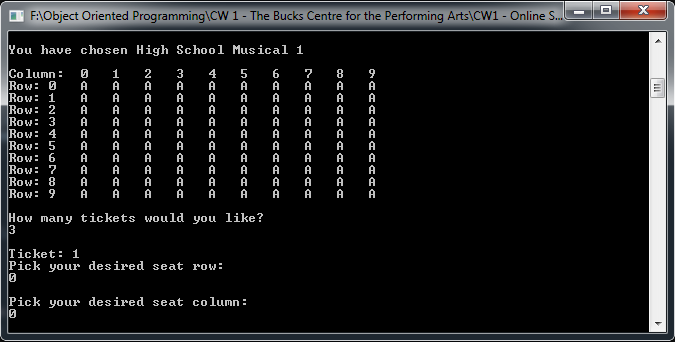 F:\Object Oriented Programming\CW 1 - The Bucks Centre for the Performing Arts\CW1 - Online S...
You have chosen High School Musical 1
Column: 0 1 2 3 4 5 6 7 8 9
Row: 0 A A A A A A A A A A
Row: 1 A A A A A A A A A A
Row: 2 A A A A A A A A A A
Row: 3 A A A A A A A A A A
Row: 4 A A A A A A A A A A
Row: 5 A A A A A A A A A A
Row: 6 A A A A A A A A A A
Row: 7 A A A A A A A A A A
Row: 8 A A A A A A A A A A
Row: 9 A A A A A A A A A A
How many tickets would you like?
3
Ticket: 1
Pick your desired seat row:
0
Pick your desired seat column:
0